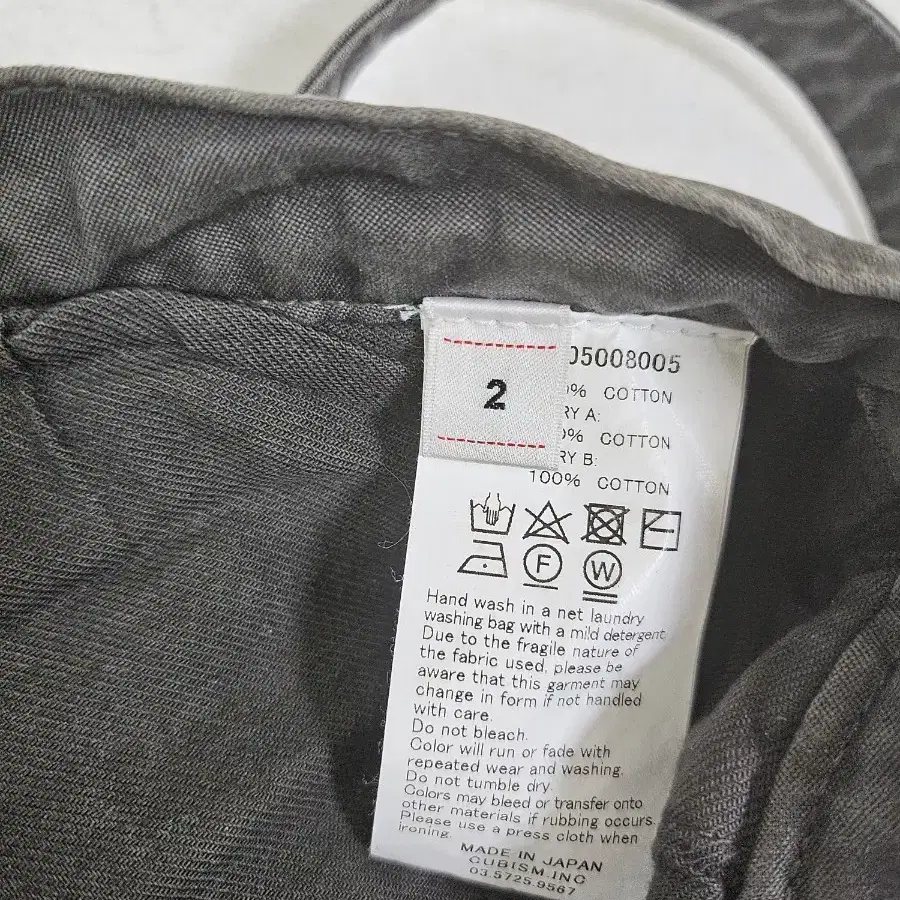 2
05008005
0% COTTON
RY A:
0% COTTON
RY B:
100% COTTON
F
W
Hand wash in a net laundry
washing bag with a mild detergent.
Due to the fragile nature of
the fabric used, please be
aware that this garment may
change in form if not handled
with care.
Do not bleach.
Color will run or fade with
repeated wear and washing.
Do not tumble dry.
Colors may bleed or transfer onto
other materials if rubbing occurs.
Please use a press cloth when
ironing.
MADE IN JAPAN
CUBISM.INC
03.5725.9567